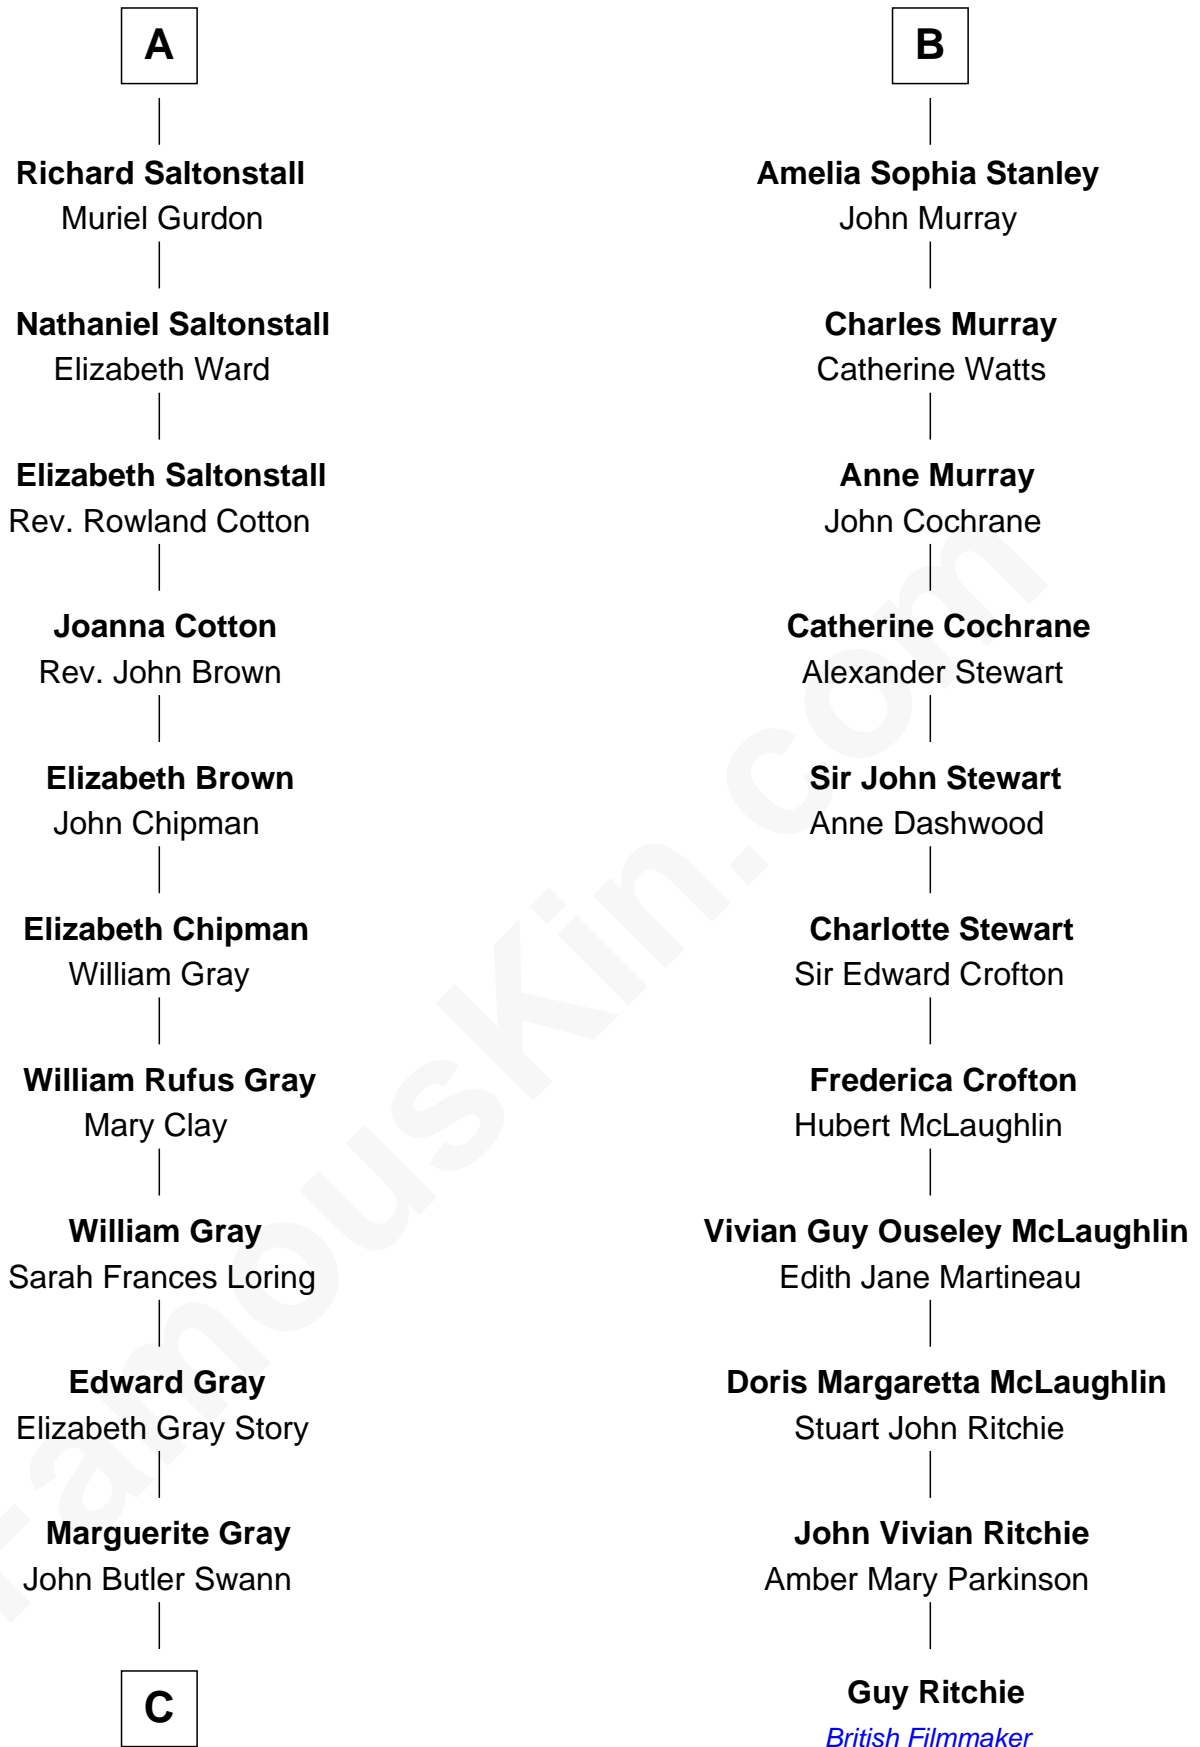 A
Richard Saltonstall
Muriel Gurdon
Nathaniel Saltonstall
Elizabeth Ward
Elizabeth Saltonstall
Rev. Rowland Cotton
Joanna Cotton
Rev. John Brown
Elizabeth Brown
John Chipman
Elizabeth Chipman
William Gray
William Rufus Gray
Mary Clay
William Gray
Sarah Frances Loring
Edward Gray
Elizabeth Gray Story
Marguerite Gray
John Butler Swann
C
B
Amelia Sophia Stanley
John Murray
Charles Murray
Catherine Watts
Anne Murray
John Cochrane
Catherine Cochrane
Alexander Stewart
Sir John Stewart
Anne Dashwood
Charlotte Stewart
Sir Edward Crofton
Frederica Crofton
Hubert McLaughlin
Vivian Guy Ouseley McLaughlin
Edith Jane Martineau
Doris Margaretta McLaughlin
Stuart John Ritchie
John Vivian Ritchie
Amber Mary Parkinson
Guy Ritchie
British Filmmaker
FamousKin.com